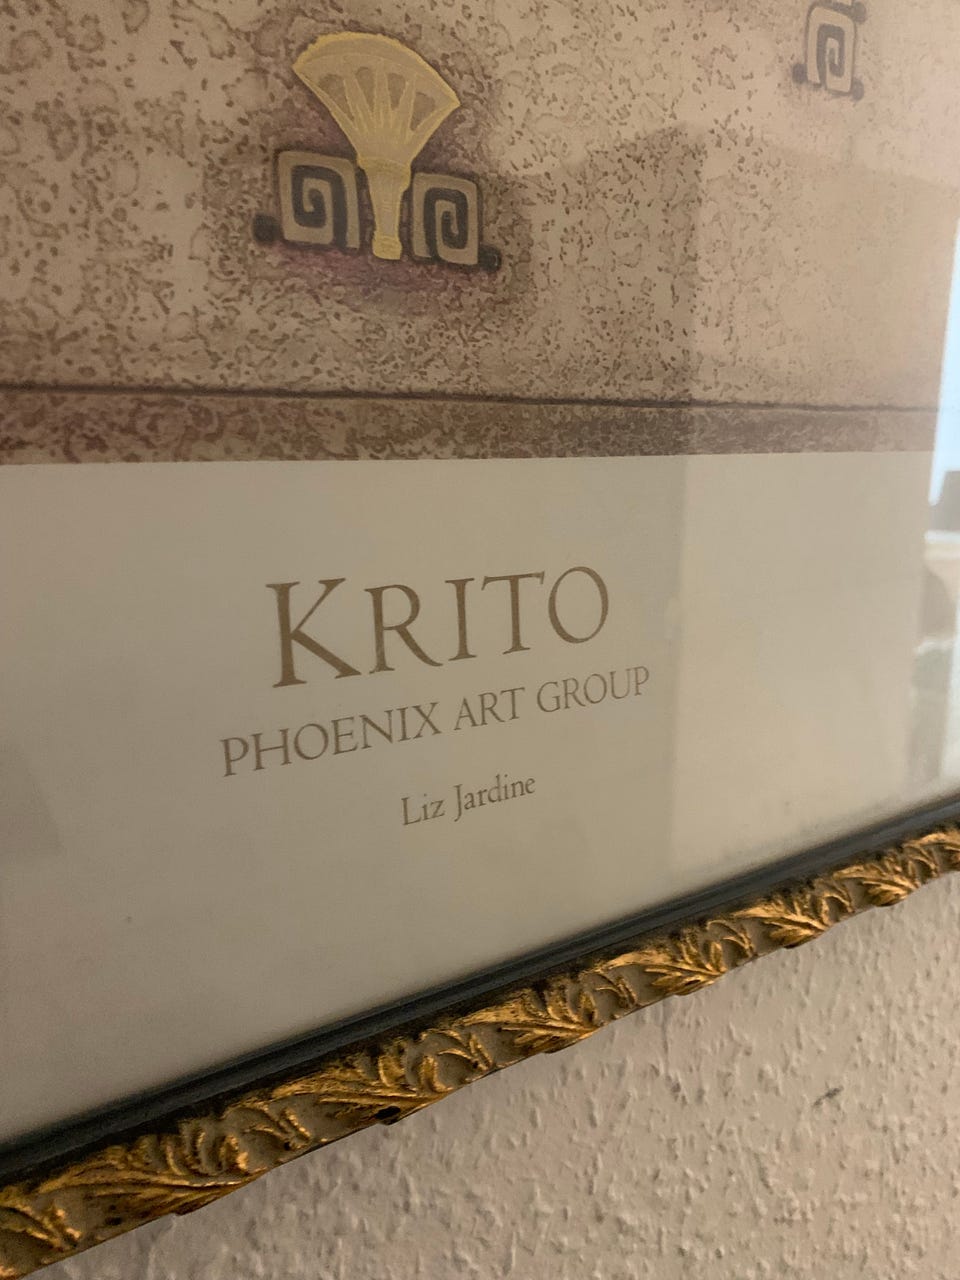 KRITO
PHOENIX ART GROUP
Liz Jardine